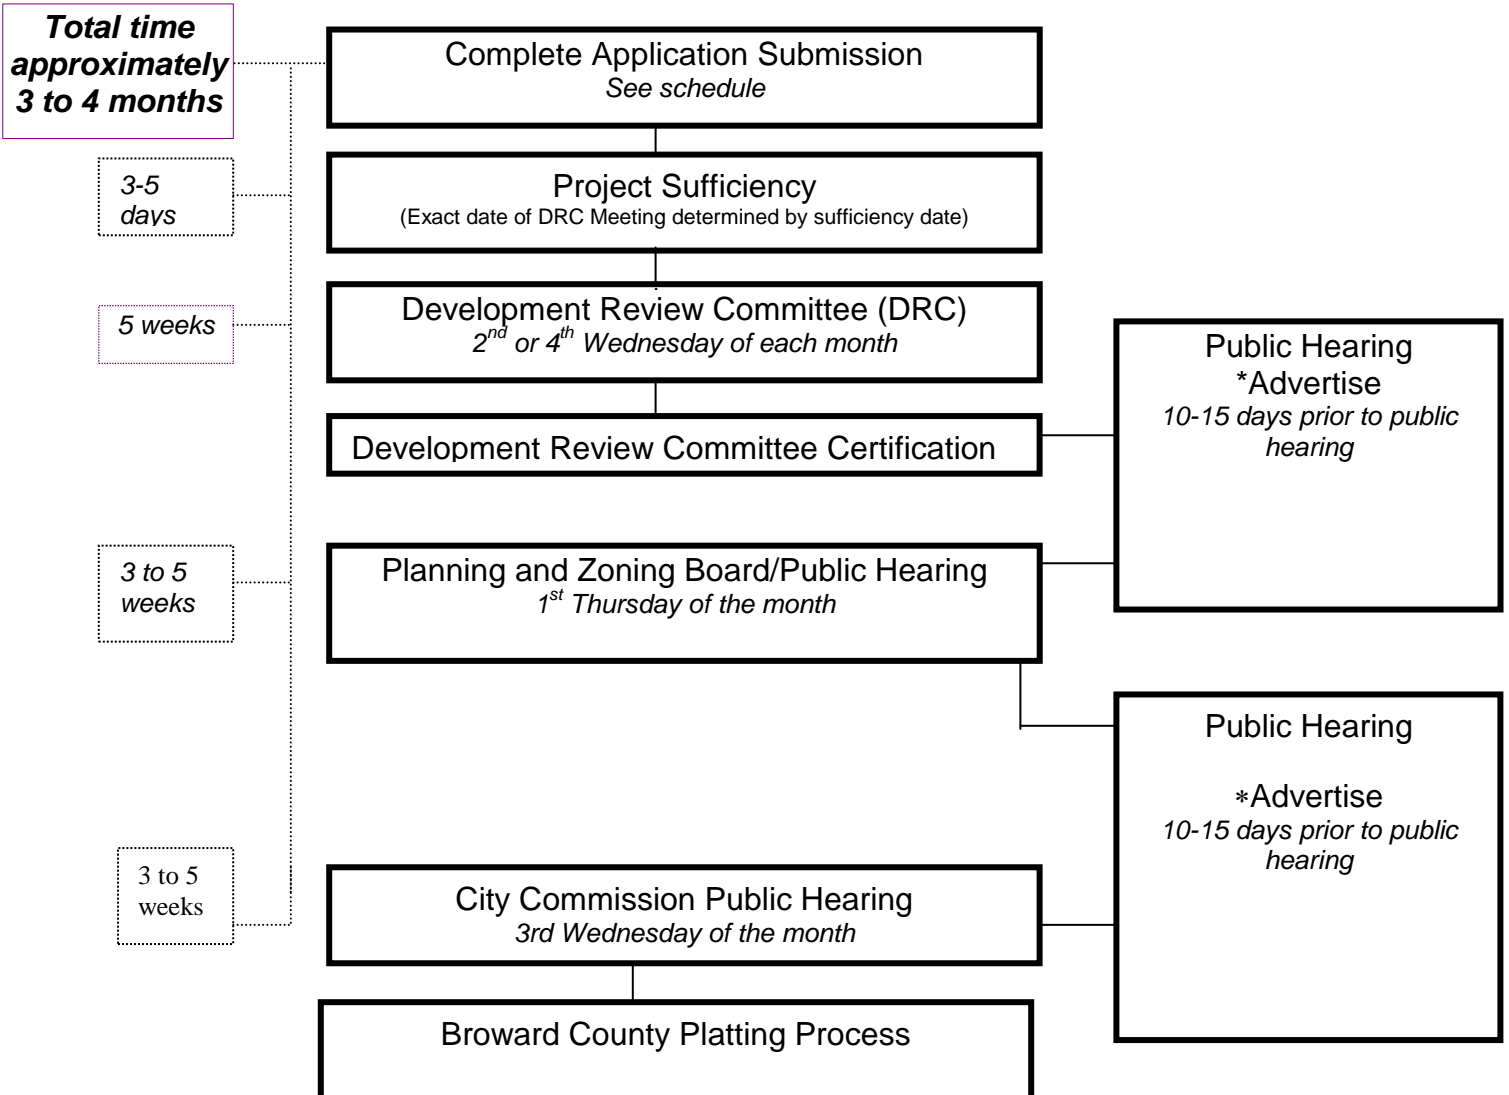 Total time
approximately
3 to 4 months
Complete Application Submission
See schedule
3-5
days
Project Sufficiency
(Exact date of DRC Meeting determined by sufficiency date)
5 weeks
Development Review Committee (DRC)
2nd or 4th Wednesday of each month
Development Review Committee Certification
Public Hearing
*Advertise
10-15 days prior to public
hearing
3 to 5
weeks
Planning and Zoning Board/Public Hearing
1st Thursday of the month
Public Hearing
*Advertise
10-15 days prior to public
hearing
3 to 5
weeks
City Commission Public Hearing
3rd Wednesday of the month
Broward County Platting Process